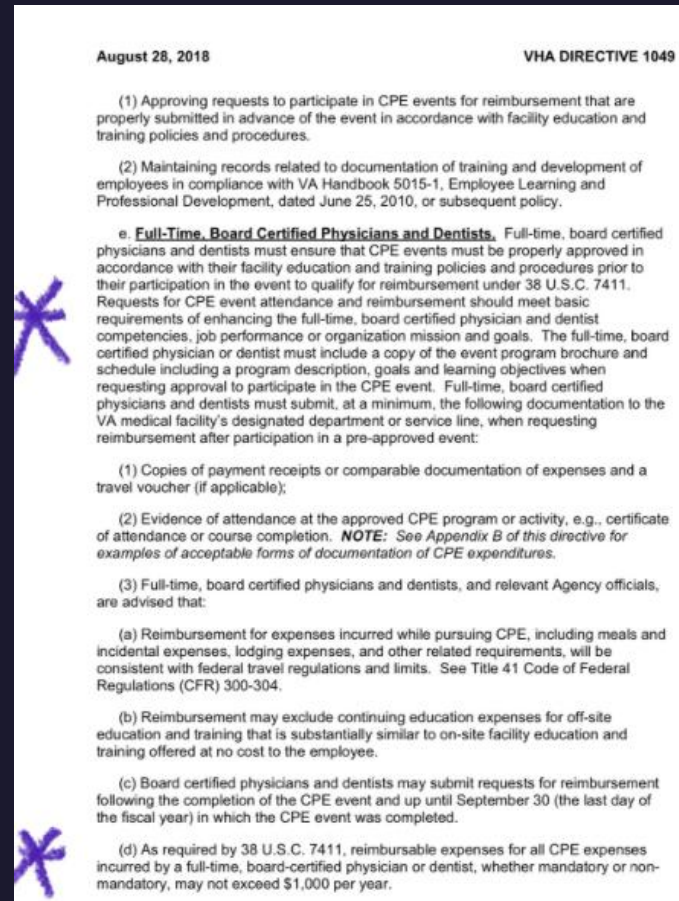 August 28, 2018 VHA DIRECTIVE 1049
(1) Approving requests to participate in CPE events for reimbursement that are
properly submitted in advance of the event in accordance with facility education and
training policies and procedures.
(2) Maintaining records related to documentation of training and development of
employees in compliance with VA Handbook 5015-1, Employee Learning and
Professional Development, dated June 25, 2010, or subsequent policy.
e. Full-Time, Board Certified Physicians and Dentists. Full-time, board certified
physicians and dentists must ensure that CPE events must be properly approved in
accordance with their facility education and training policies and procedures prior to
their participation in the event to qualify for reimbursement under 38 U.S.C. 7411.
Requests for CPE event attendance and reimbursement should meet basic
requirements of enhancing the full-time, board certified physician and dentist
competencies, job performance or organization mission and goals. The full-time, board
certified physician or dentist must include a copy of the event program brochure and
schedule including a program description, goals and learning objectives when
requesting approval to participate in the CPE event. Full-time, board certified
physicians and dentists must submit, at a minimum, the following documentation to the
VA medical facility's designated department or service line, when requesting
reimbursement after participation in a pre-approved event:
(1) Copies of payment receipts or comparable documentation of expenses and a
travel voucher (if applicable);
(2) Evidence of attendance at the approved CPE program or activity, e.g., certificate
of attendance or course completion. NOTE: See Appendix B of this directive for
examples of acceptable forms of documentation of CPE expenditures.
(3) Full-time, board certified physicians and dentists, and relevant Agency officials,
are advised that:
(a) Reimbursement for expenses incurred while pursuing CPE, including meals and
incidental expenses, lodging expenses, and other related requirements, will be
consistent with federal travel regulations and limits. See Title 41 Code of Federal
Regulations (CFR) 300-304.
(b) Reimbursement may exclude continuing education expenses for off-site
education and training that is substantially similar to on-site facility education and
training offered at no cost to the employee.
(c) Board certified physicians and dentists may submit requests for reimbursement
following the completion of the CPE event and up until September 30 (the last day of
the fiscal year) in which the CPE event was completed.
(d) As required by 38 U.S.C. 7411, reimbursable expenses for all CPE expenses
incurred by a full-time, board-certified physician or dentist, whether mandatory or non-
mandatory, may not exceed $1,000 per year.